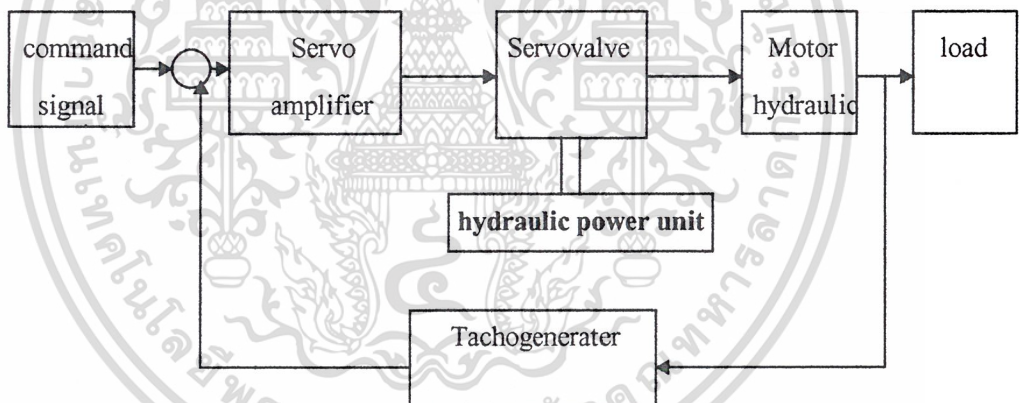 command
signal
Servo
amplifier
Servovalve
Motor
hydraulic
load
hydraulic power unit
Tachogenerater